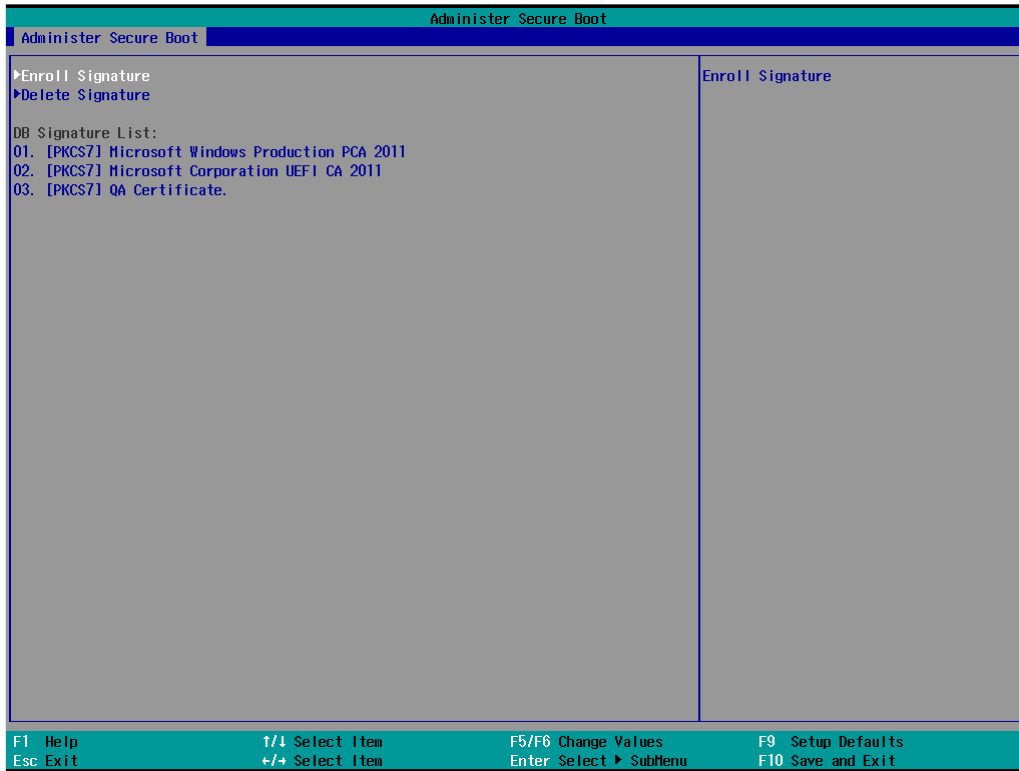 Administer Secure Boot
Administer Secure Boot
▶Enroll Signature
Enroll Signature
▶Delete Signature
DB Signature List:
01. [PKCS7] Microsoft Windows Production PCA 2011
02. [PKCS7] Microsoft Corporation UEFI CA 2011
03. [PKCS7] QA Certificate.
F1 Help ↑/↓ Select Item F5/F6 Change Values F9 Setup Defaults
Esc Exit ←/→ Select Item Enter Select ▶ SubMenu F10 Save and Exit